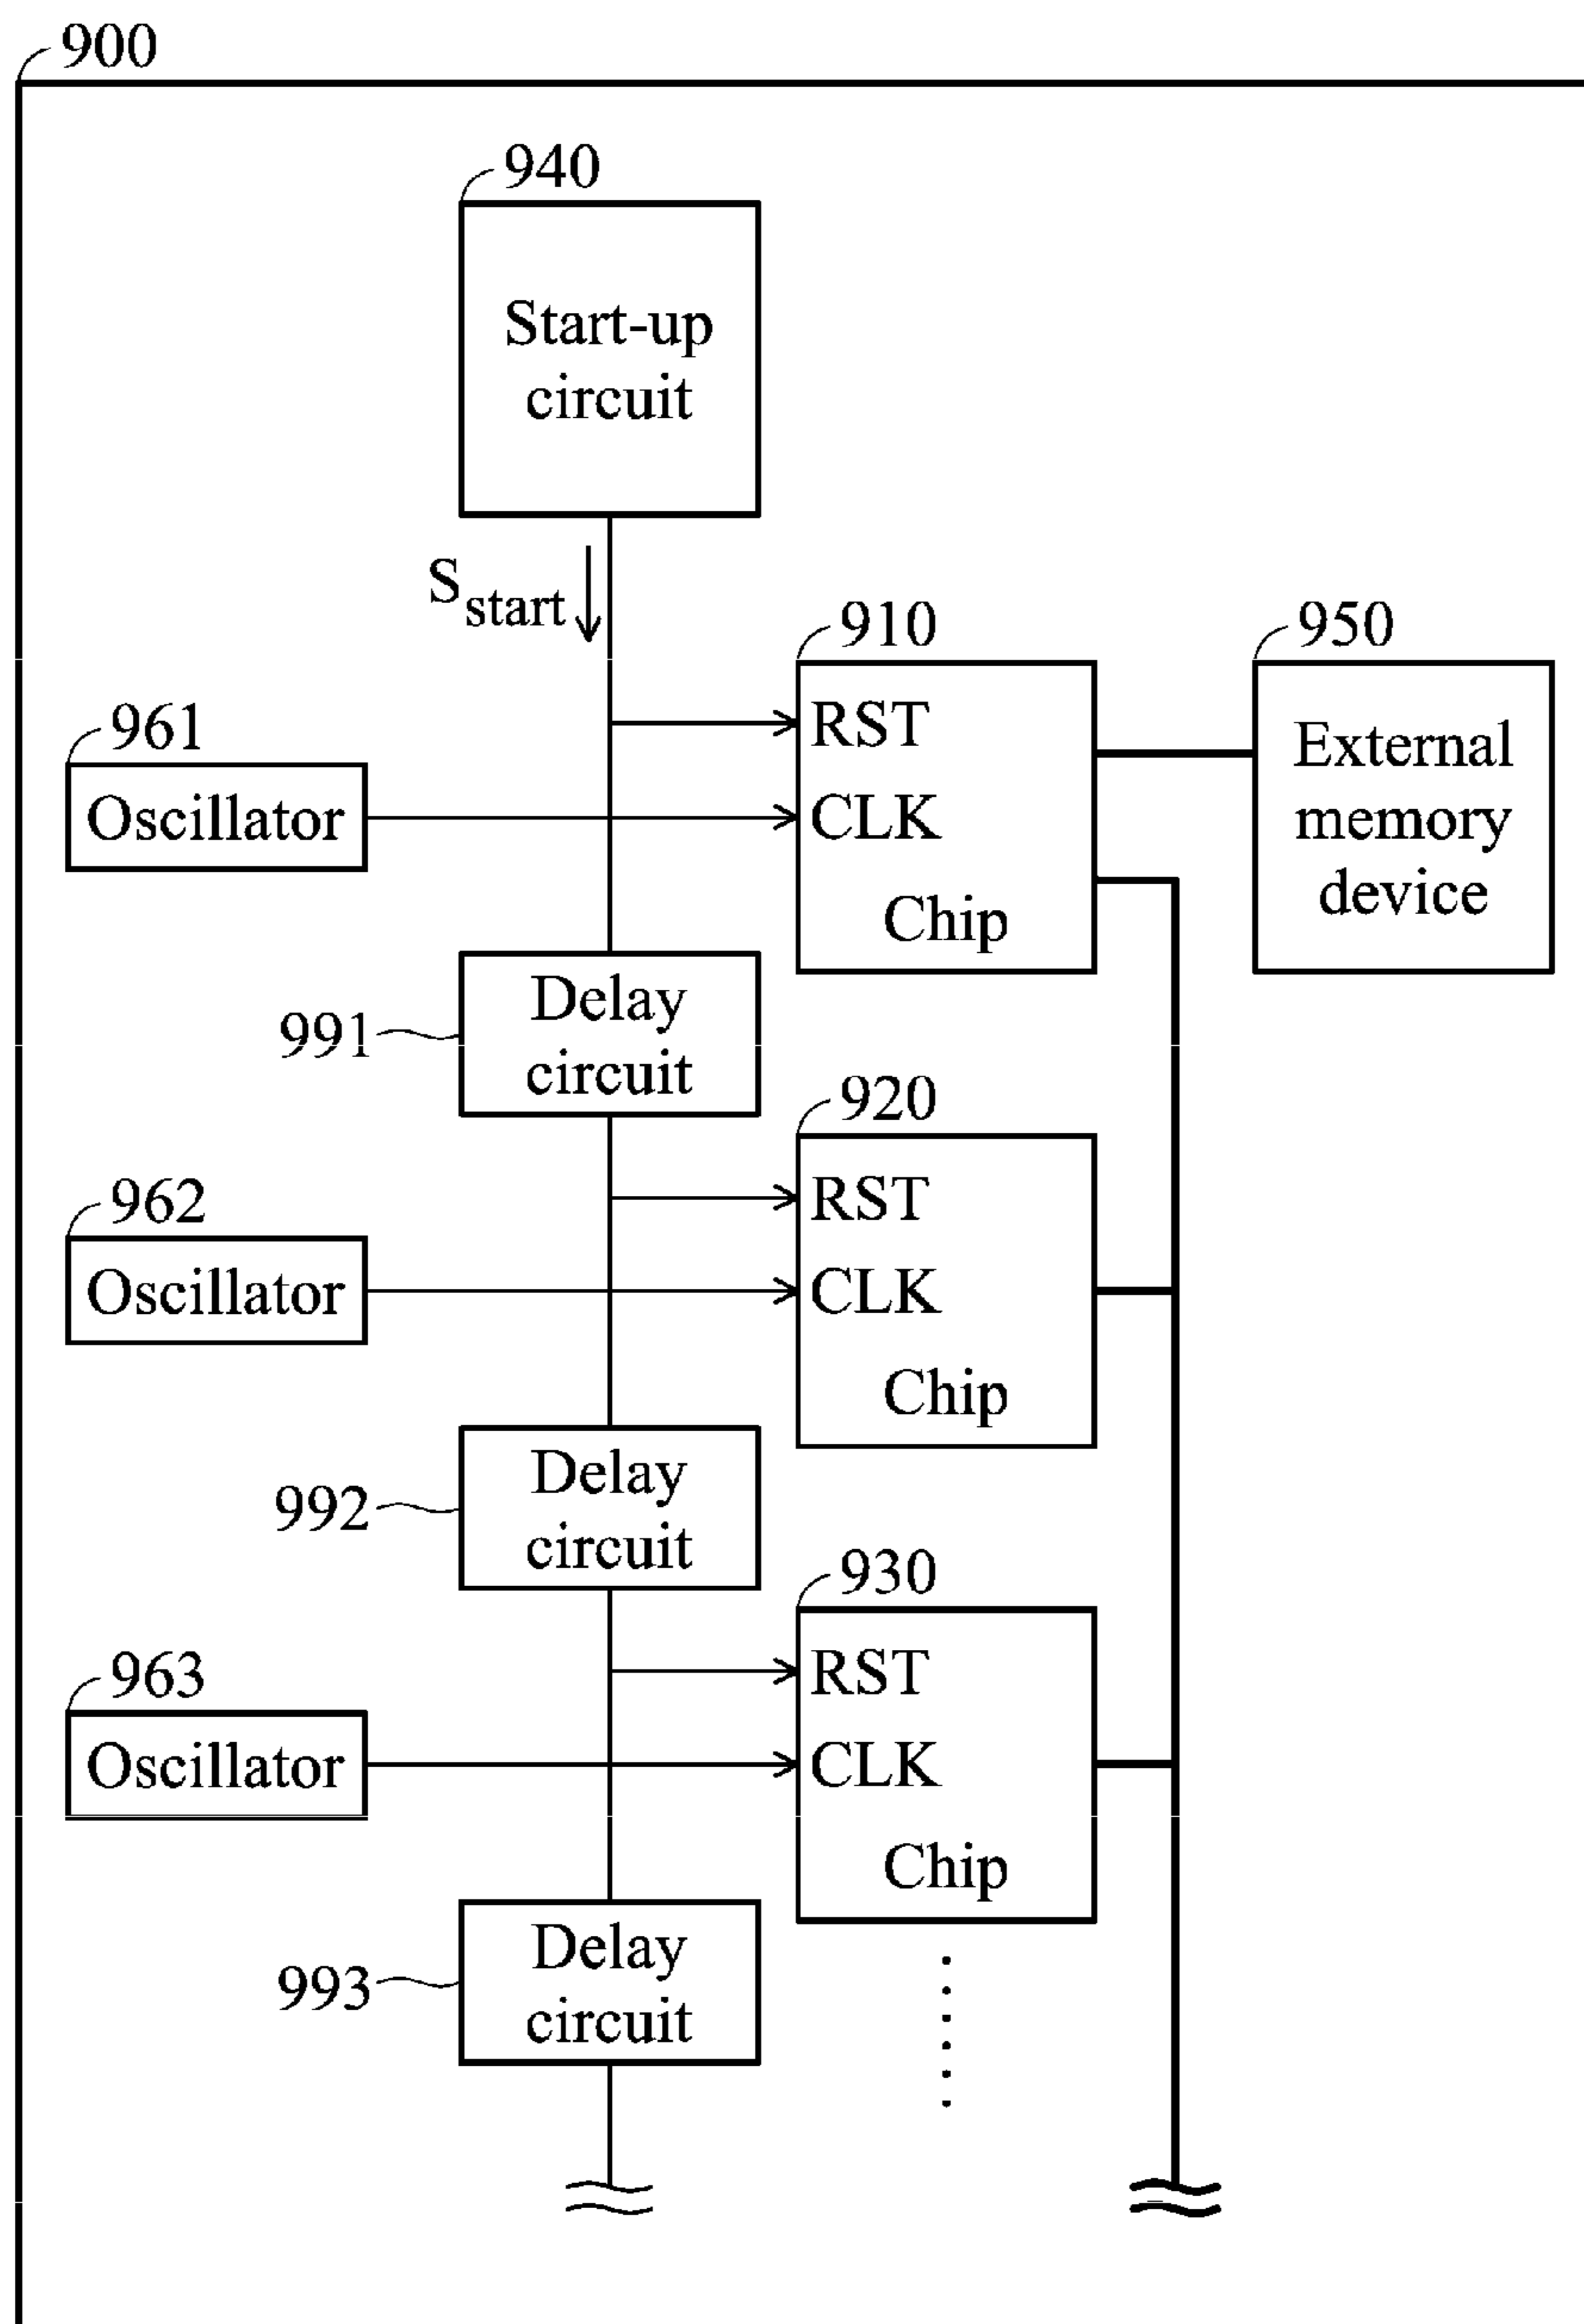 900
940
Start-up
circuit
Sstart
910
950
961
RST
External
Oscillator
CLK
memory
Chip
device
991
Delay
circuit
920
962
RST
Oscillator
CLK
Chip
992
Delay
circuit
930
963
RST
Oscillator
CLK
Chip
993
Delay
circuit